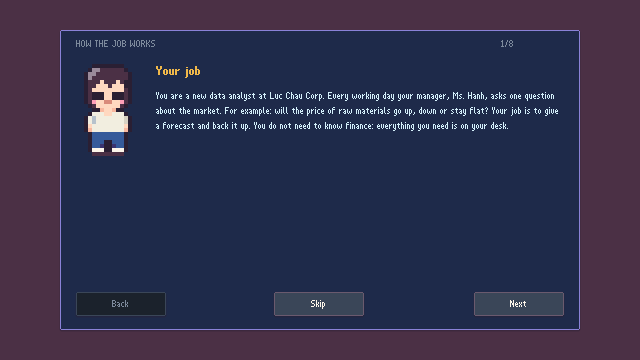 HOW THE JOB WORKS
1/8
Your job
You are a new data analyst at Luc Chau Corp. Every working day your manager, Ms. Hanh, asks one question
about the market. For example: will the price of raw materials go up, down or stay flat? Your job is to give
a forecast and back it up. You do not need to know finance: everything you need is on your desk.
Back
Skip
Next